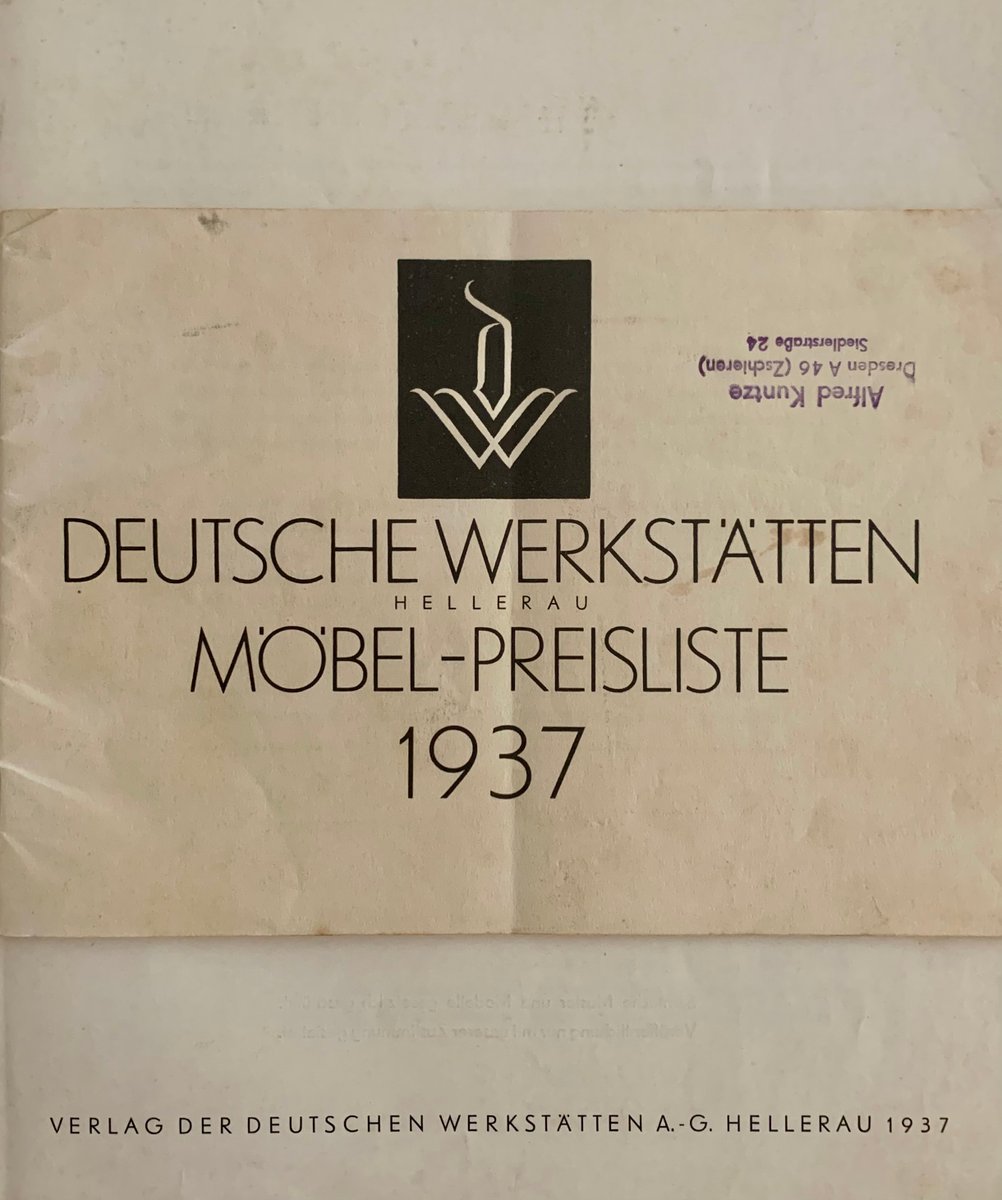 DW
Alfred Kuntze
Dresden A 46 (Zschieren)
Siedlerstraße 24
DEUTSCHE WERKSTÄTTEN
HELLERAU
MÖBEL-PREISLISTE
1937
VERLAG DER DEUTSCHEN WERKSTÄTTEN A.-G. HELLERAU 1937